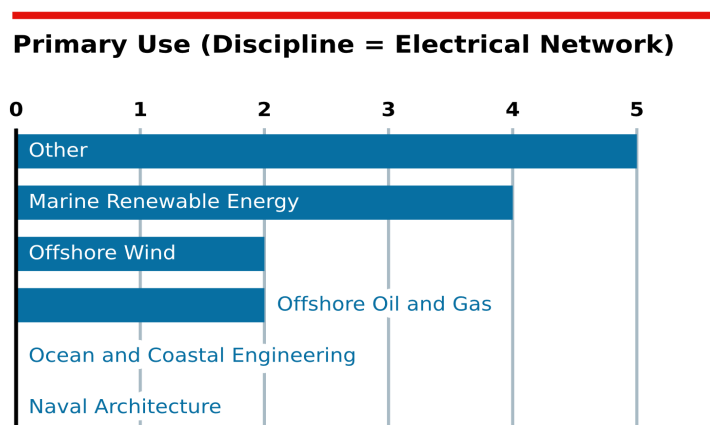 Primary Use (Discipline = Electrical Network)
0 1 2 3 4 5
Other
Marine Renewable Energy
Offshore Wind
Offshore Oil and Gas
Ocean and Coastal Engineering
Naval Architecture